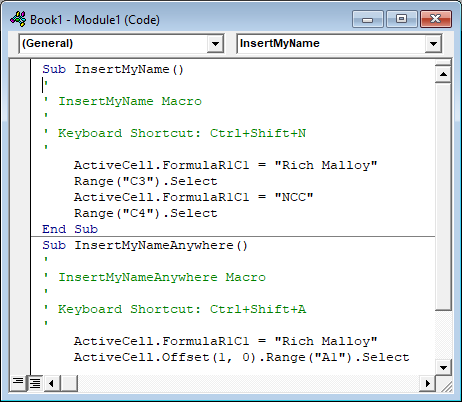 Book1 - Module1 (Code)
(General) InsertMyName
Sub InsertMyName()
'
' InsertMyName Macro
'
' Keyboard Shortcut: Ctrl+Shift+N
'
    ActiveCell.FormulaR1C1 = "Rich Malloy"
    Range("C3").Select
    ActiveCell.FormulaR1C1 = "NCC"
    Range("C4").Select
End Sub
Sub InsertMyNameAnywhere()
'
' InsertMyNameAnywhere Macro
'
' Keyboard Shortcut: Ctrl+Shift+A
'
    ActiveCell.FormulaR1C1 = "Rich Malloy"
    ActiveCell.Offset(1, 0).Range("A1").Select